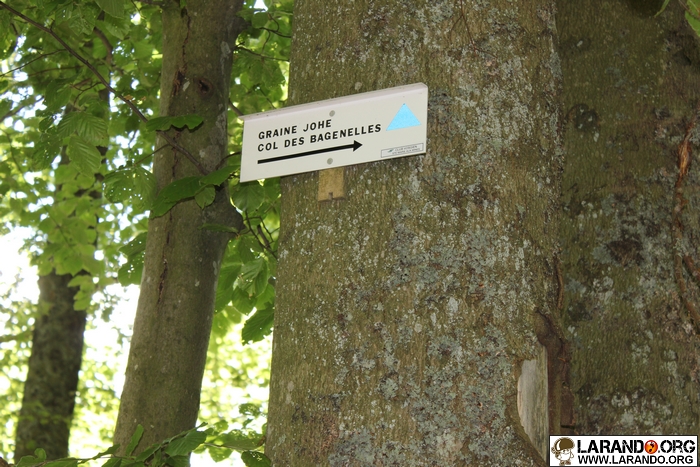 GRAINE JOHE
COL DES BAGENELLES
LARANDO.ORG
WWW.LARANDO.ORG